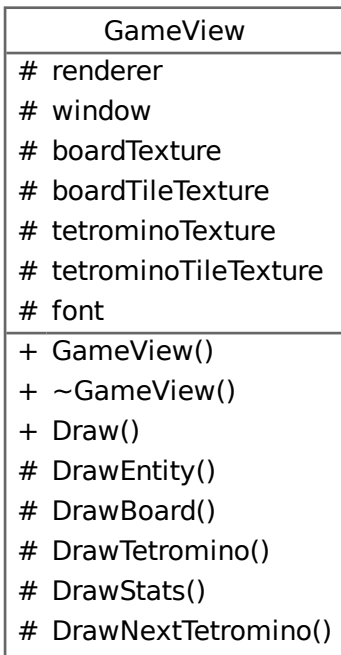 GameView
# renderer
# window
# boardTexture
# boardTileTexture
# tetrominoTexture
# tetrominoTileTexture
# font
+ GameView()
+ ~GameView()
+ Draw()
# DrawEntity()
# DrawBoard()
# DrawTetromino()
# DrawStats()
# DrawNextTetromino()